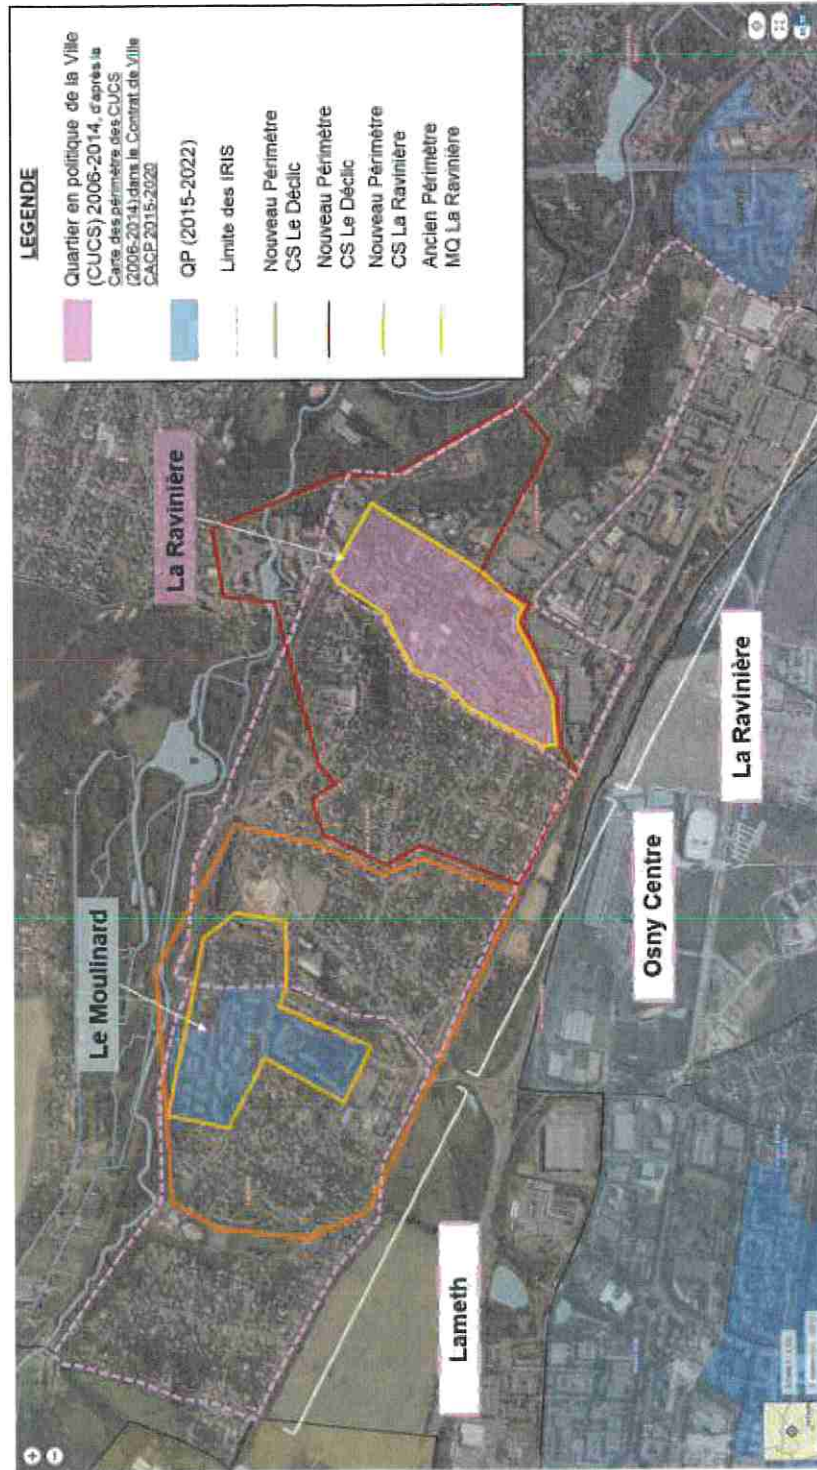 LEGENDE
Quartier en politique de la Ville
(CUCS) 2006-2014, d'après la
Carte des périmètre des CUCS
(2006-2014) dans le Contrat de Ville
CACP 2015-2020
QP (2015-2022)
Limite des IRIS
Nouveau Périmètre
CS Le Déclic
Nouveau Périmètre
CS Le Déclic
Nouveau Périmètre
CS La Ravinière
Ancien Périmètre
MQ La Ravinière
Le Moulinard
La Ravinière
Lameth
Osny Centre
La Ravinière